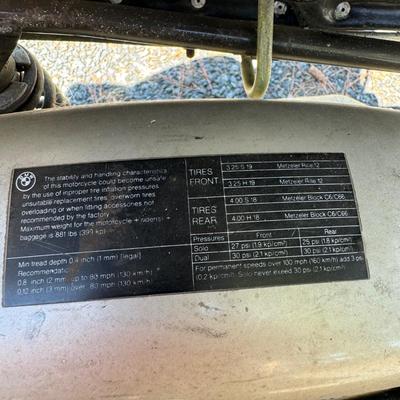 BMW
The stability and handling characteristics
of this motorcycle could become unsafe
by the use of inproper tire inflation pressures
unsuitable replacement tires, overworn tires
overloading or when fitting accessories not
recommended by the factory
Maximum weight for the motorcycle + rider(s) +
baggage is 881 lbs (399 kg)
Min tread depth 0.4 inch (1 mm) [legal]
Recommendation
0.8 inch (2 mm) up to 80 mph (130 km/h)
0.12 inch (3 mm) over 80 mph (130 km/h)
TIRES FRONT
3.25 S 19 Metzeler Rille 12
3.25 H 19 Metzeler Rille 12
TIRES REAR
4.00 S 18 Metzeler Block C6/C66
4.00 H 18 Metzeler Block C6/C66
Pressures Front Rear
Solo 27 psi (1.9 kp/cm²) 25 psi (1.8 kp/cm²)
Dual 30 psi (2.1 kp/cm²) 30 psi (2.1 kp/cm²)
For permanent speeds over 100 mph (160 km/h) add 3 psi
(0.2 kp/cm²) Solo never exceed 30 psi (2.1 kp/cm²)